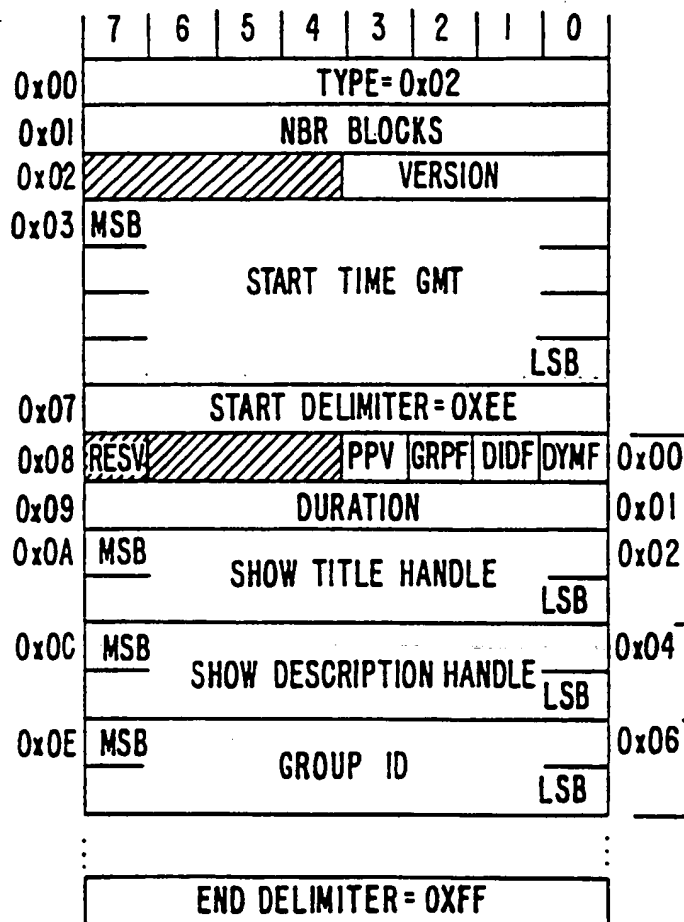 7 6 5 4 3 2 1 0
0x00 TYPE=0x02
0x01 NBR BLOCKS
0x02 VERSION
0x03 MSB
START TIME GMT
LSB
0x07 START DELIMITER=0XEE
0x08 RESV PPV GRPF DIDF DYMF 0x00
0x09 DURATION 0x01
0x0A MSB 0x02
SHOW TITLE HANDLE
LSB
0x0C MSB 0x04
SHOW DESCRIPTION HANDLE
LSB
0x0E MSB 0x06
GROUP ID
LSB
END DELIMITER=0XFF